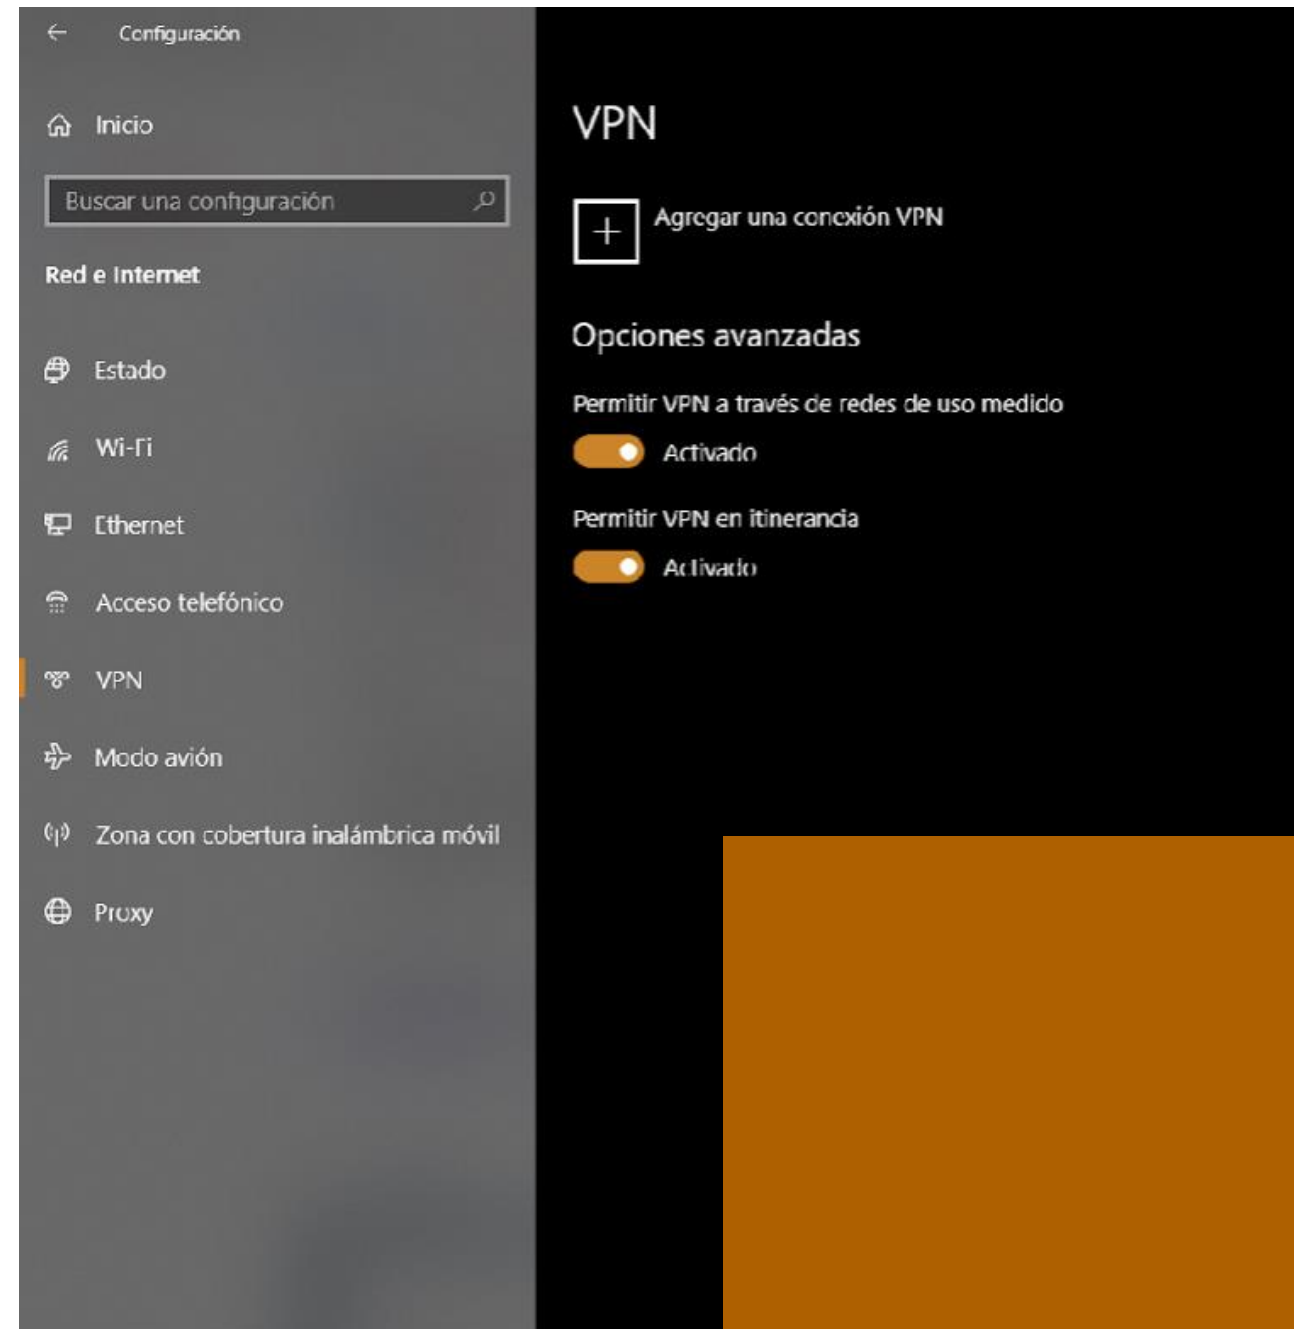 Configuración
Inicio
Buscar una configuración
Red e Internet
Estado
Wi-Fi
Ethernet
Acceso telefónico
VPN
Modo avión
Zona con cobertura inalámbrica móvil
Proxy
VPN
Agregar una conexión VPN
Opciones avanzadas
Permitir VPN a través de redes de uso medido
Activado
Permitir VPN en itinerancia
Activado